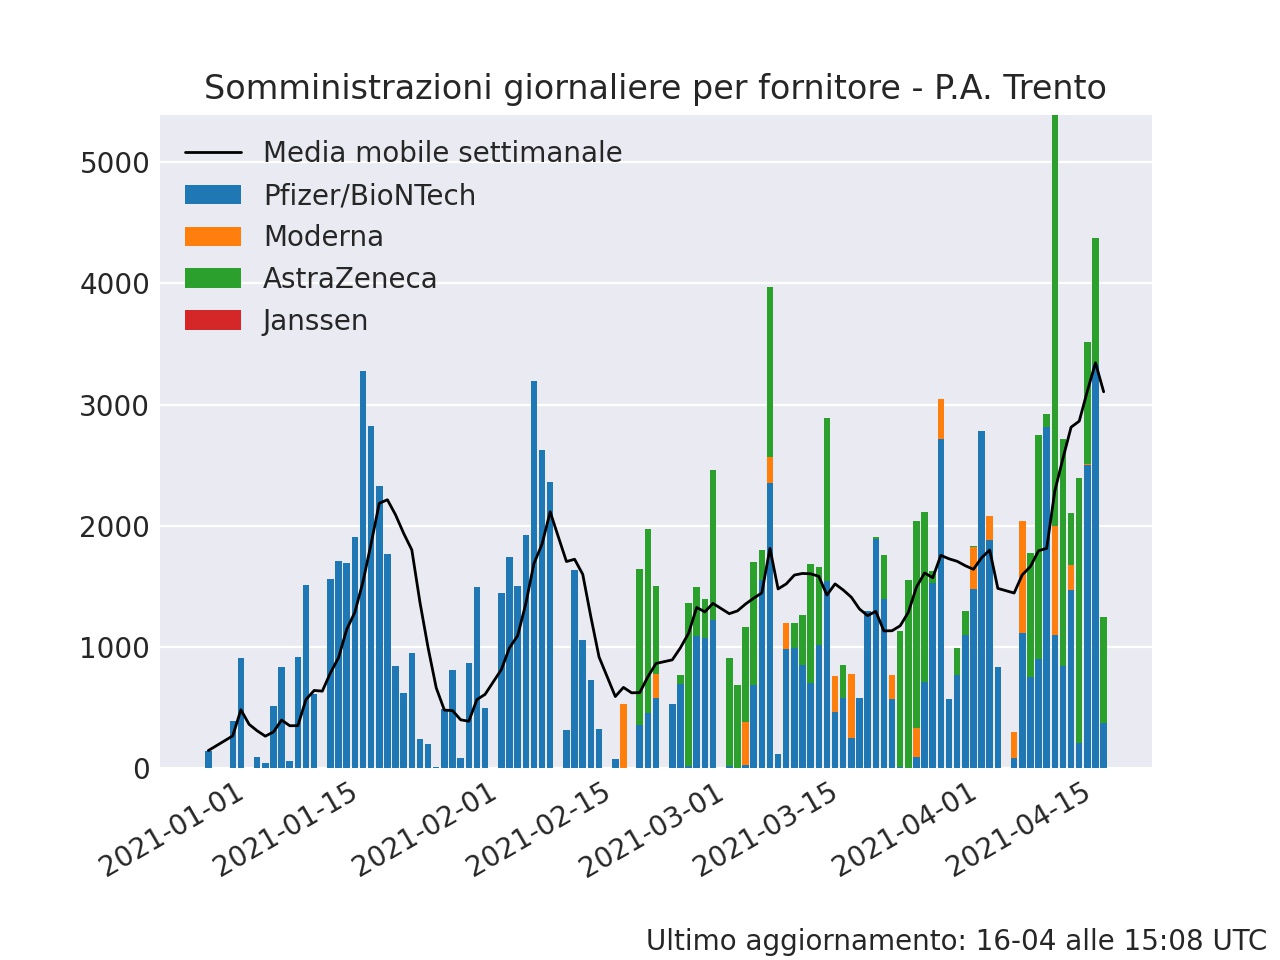 Somministrazioni giornaliere per fornitore - P.A. Trento
Media mobile settimanale
Pfizer/BioNTech
Moderna
AstraZeneca
Janssen
5000
4000
3000
2000
1000
0
2021-01-01
2021-01-15
2021-02-01
2021-02-15
2021-03-01
2021-03-15
2021-04-01
2021-04-15
Ultimo aggiornamento: 16-04 alle 15:08 UTC